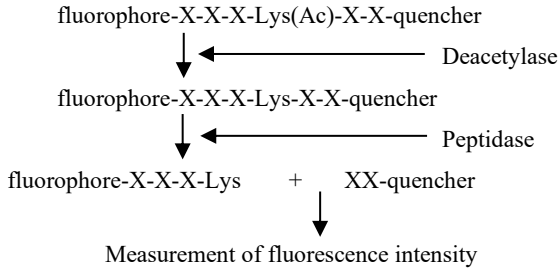 fluorophore-X-X-X-Lys(Ac)-X-X-quencher
Deacetylase
fluorophore-X-X-X-Lys-X-X-quencher
Peptidase
fluorophore-X-X-X-Lys + XX-quencher
Measurement of fluorescence intensity